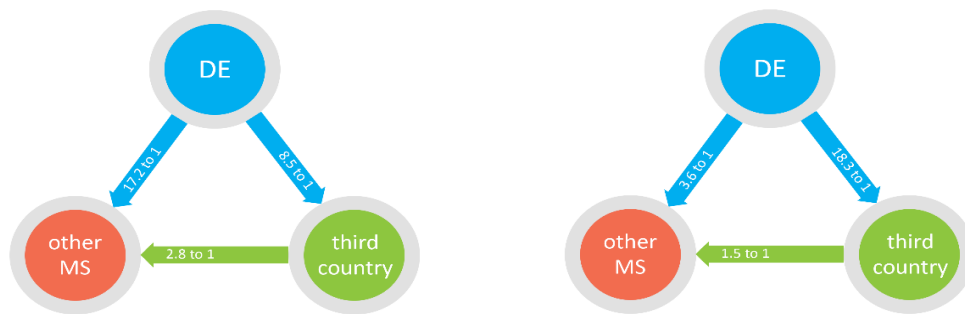 DE
17.2 to 1
8.5 to 1
other
MS
2.8 to 1
third
country
DE
3.6 to 1
18.3 to 1
other
MS
1.5 to 1
third
country